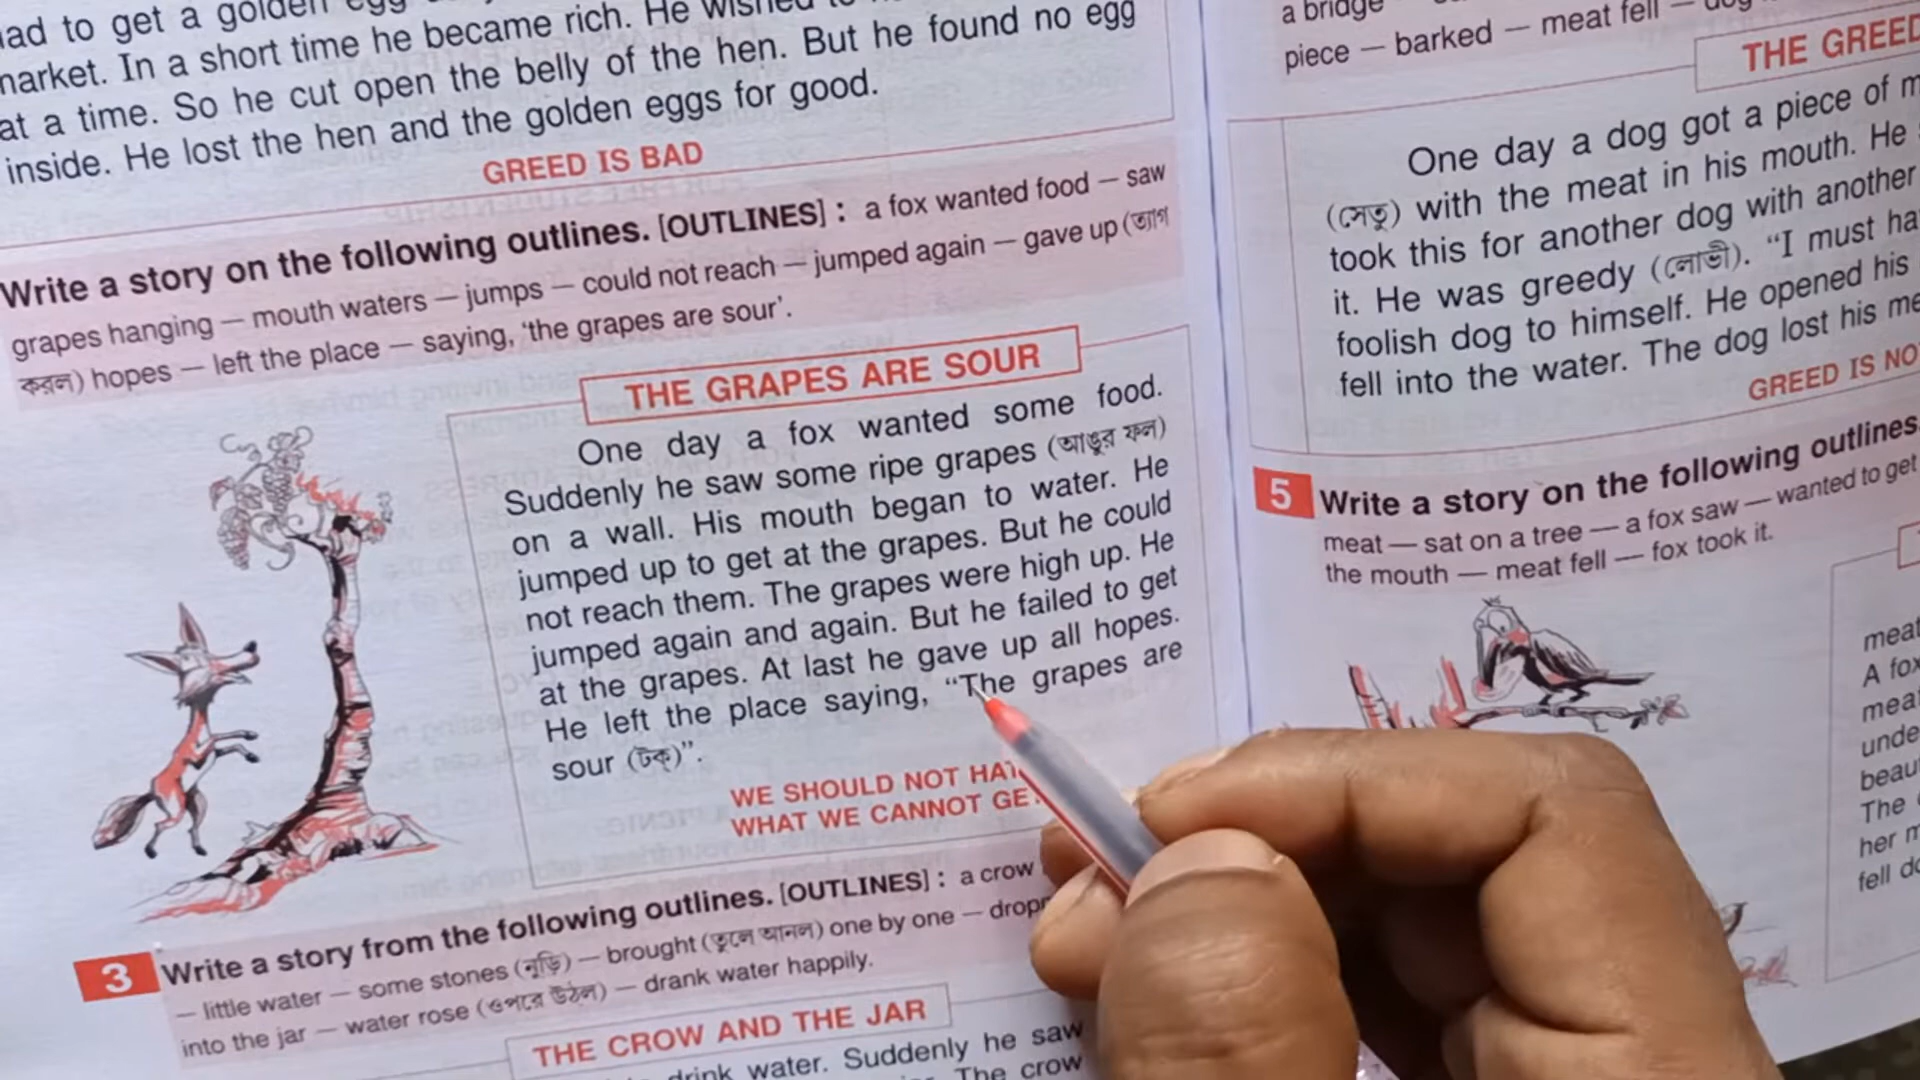 to get a golden egg
market. In a short time he became rich. He wished
at a time. So he cut open the belly of the hen. But he found no egg
inside. He lost the hen and the golden eggs for good.
GREED IS BAD
Write a story on the following outlines. [OUTLINES] : a fox wanted food — saw
grapes hanging — mouth waters — jumps — could not reach — jumped again — gave up (ত্যাগ
করল) hopes — left the place — saying, 'the grapes are sour'.
THE GRAPES ARE SOUR
One day a fox wanted some food.
Suddenly he saw some ripe grapes (আঙুর ফল)
on a wall. His mouth began to water. He
jumped up to get at the grapes. But he could
not reach them. The grapes were high up. He
jumped again and again. But he failed to get
at the grapes. At last he gave up all hopes.
He left the place saying, “The grapes are
sour (টক)”.
WE SHOULD NOT
WHAT WE CANNOT
3 Write a story from the following outlines. [OUTLINES] : a crow
— little water — some stones (নুড়ি) — brought (তুলে আনল) one by one —
into the jar — water rose (ওপরে উঠল) — drank water happily.
THE CROW AND THE JAR
drink water. Suddenly he saw
The crow
a bridge
piece — barked — meat fell — dog
THE
One day a dog got a piece of
(সেতু) with the meat in his mouth. He
took this for another dog with another
it. He was greedy (লোভী). “I must
foolish dog to himself. He opened his
fell into the water. The dog lost his
GREED IS
5 Write a story on the following outlines.
meat — sat on a tree — a fox saw — wanted to get
the mouth — meat fell — fox took it.
A
The
her
fell